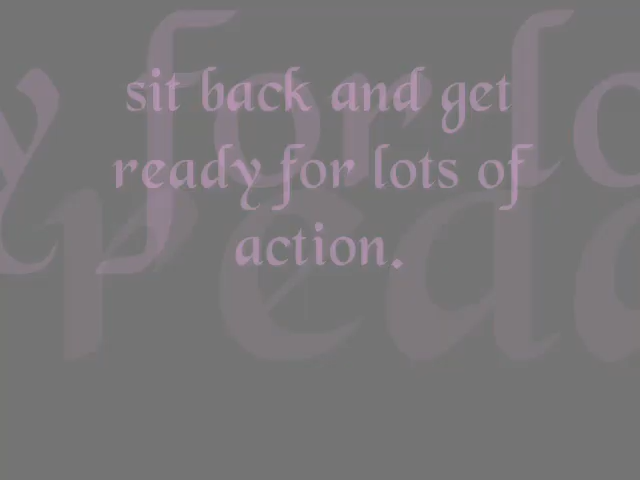 sit back and get
ready for lots of
action.